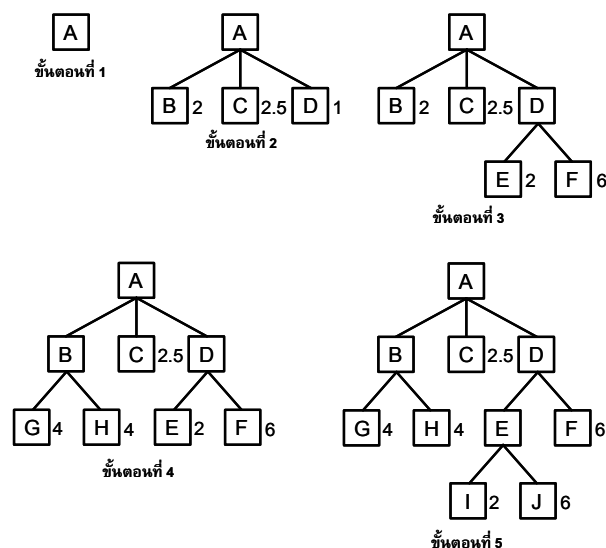 A
ขั้นตอนที่ 1
A
B 2 C 2.5 D 1
ขั้นตอนที่ 2
A
B 2 C 2.5 D
E 2 F 6
ขั้นตอนที่ 3
A
B C 2.5 D
G 4 H 4 E 2 F 6
ขั้นตอนที่ 4
A
B C 2.5 D
G 4 H 4 E F 6
I 2 J 6
ขั้นตอนที่ 5